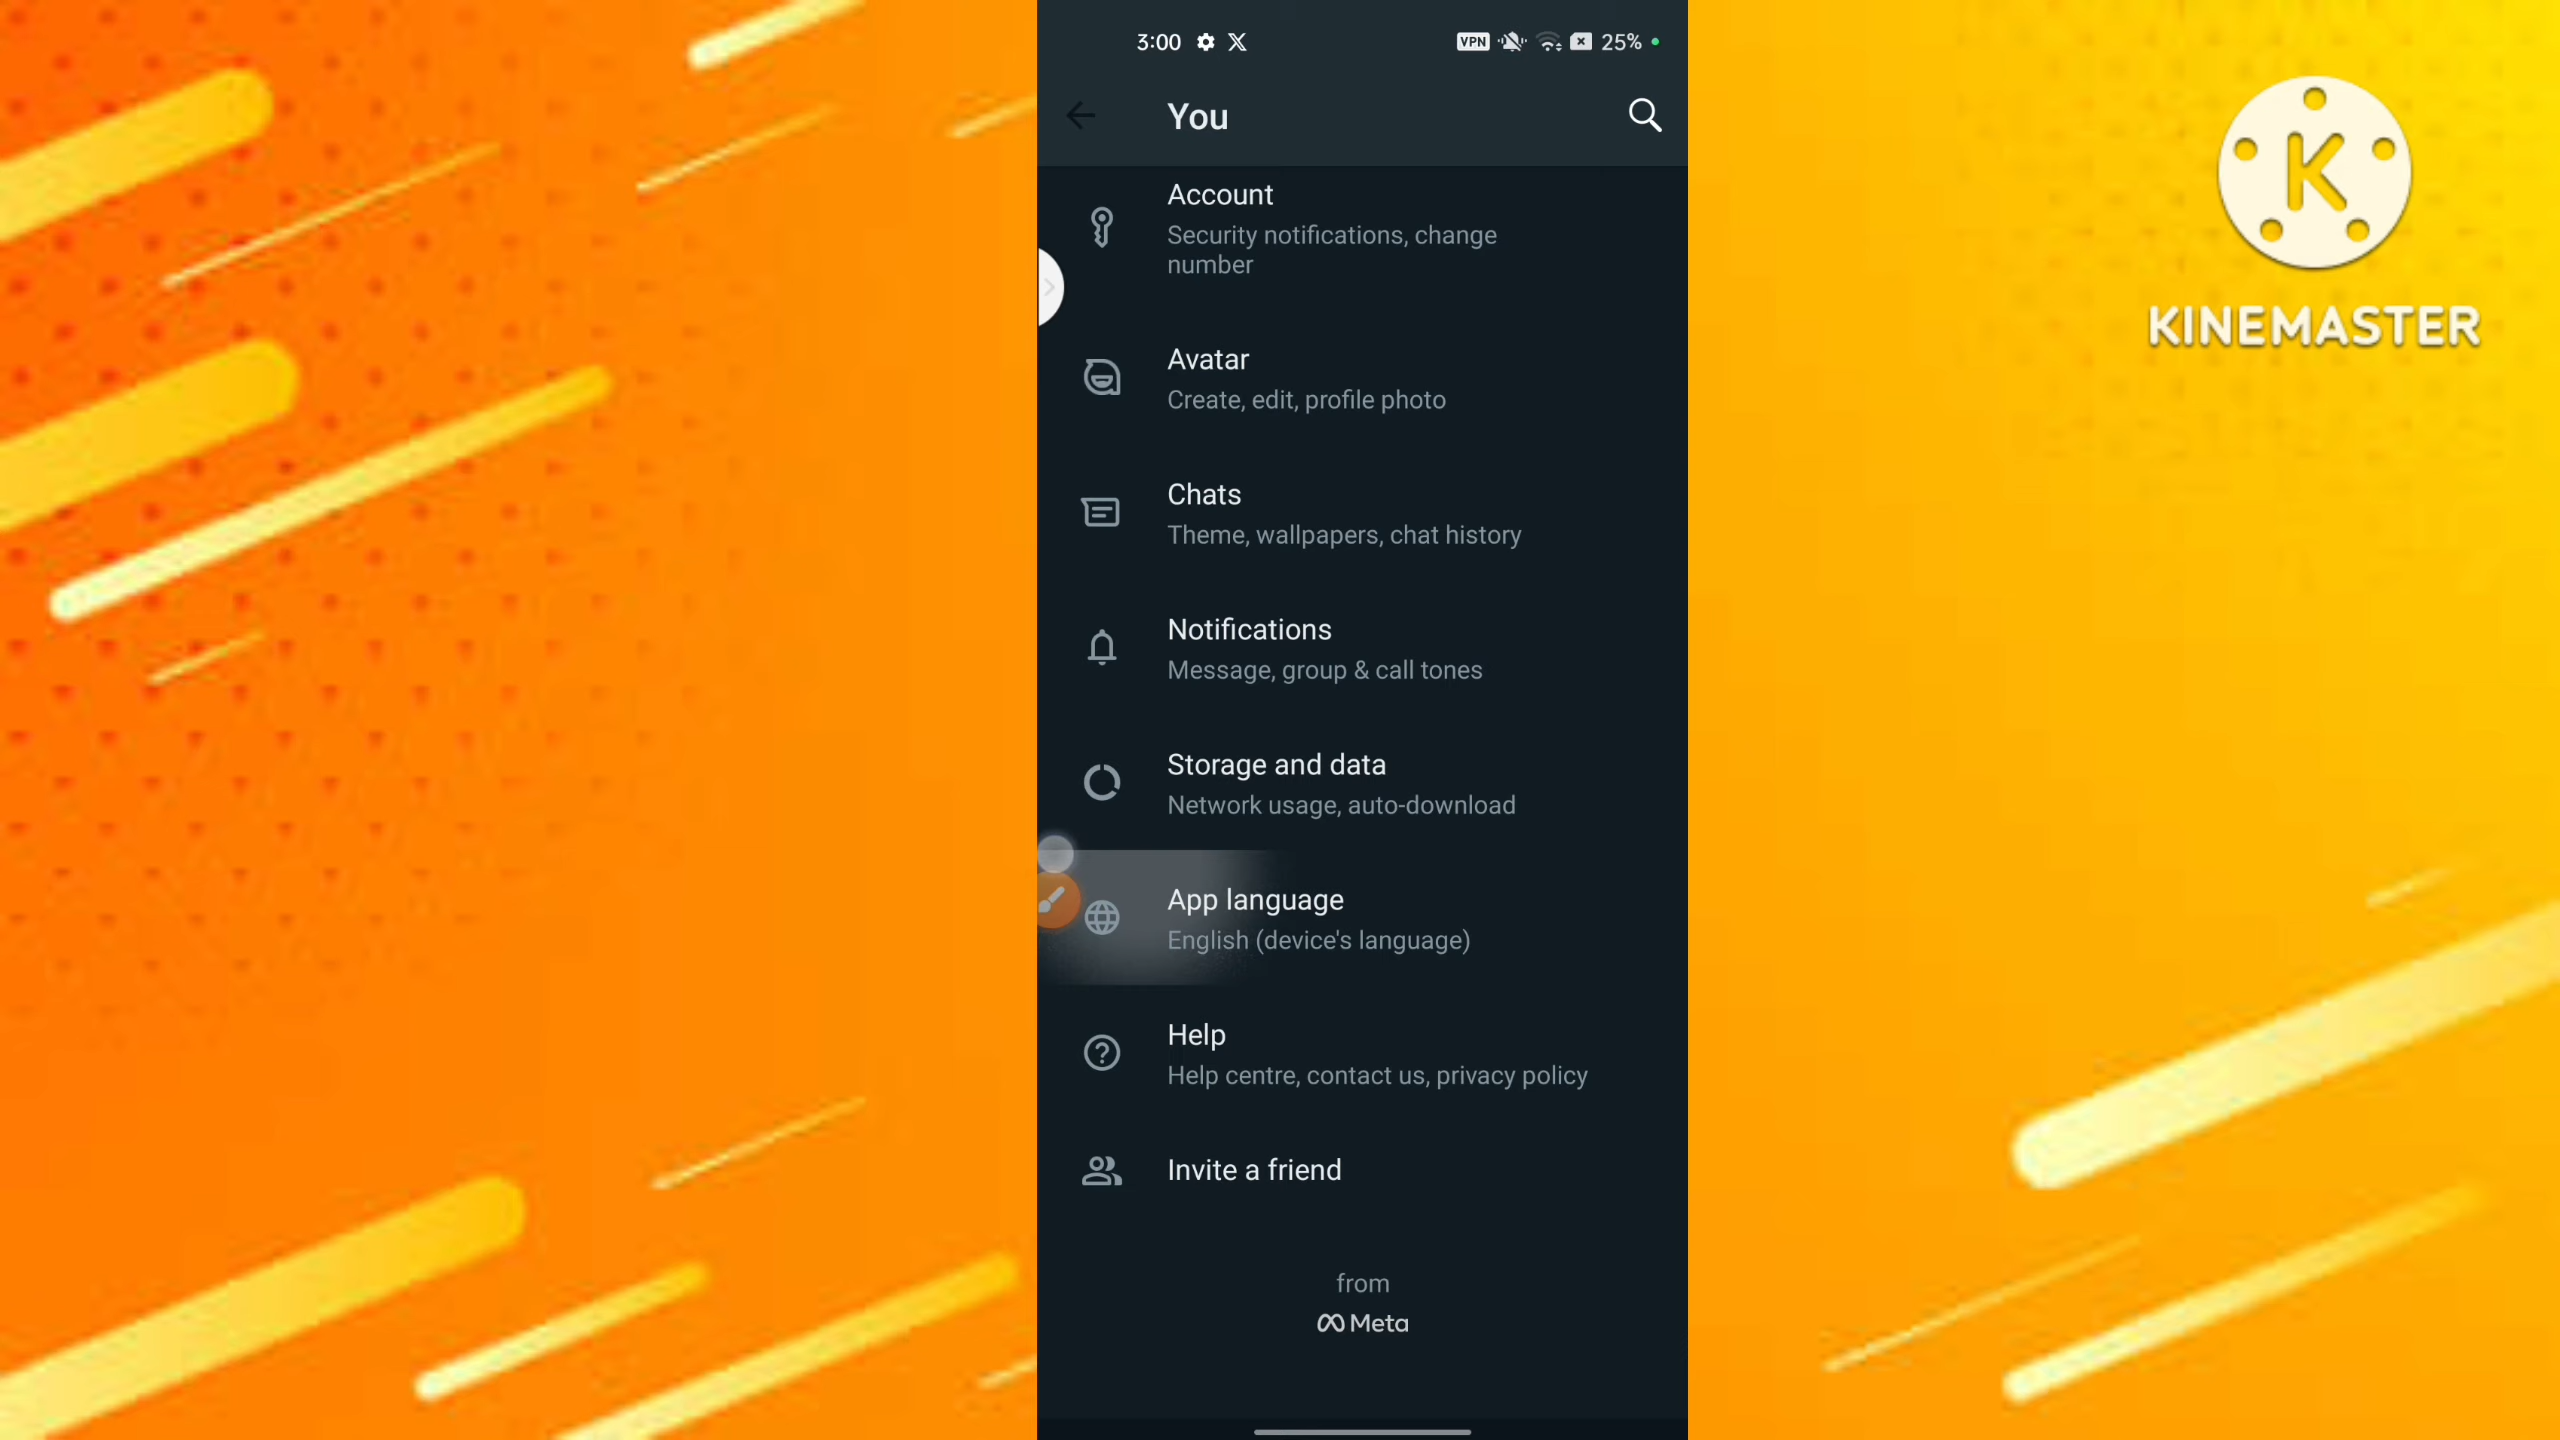 3:00
VPN
25%
You
Account
Security notifications, change
number
Avatar
Create, edit, profile photo
Chats
Theme, wallpapers, chat history
Notifications
Message, group & call tones
Storage and data
Network usage, auto-download
App language
English (device's language)
Help
Help centre, contact us, privacy policy
Invite a friend
from
Meta
K
KINEMASTER